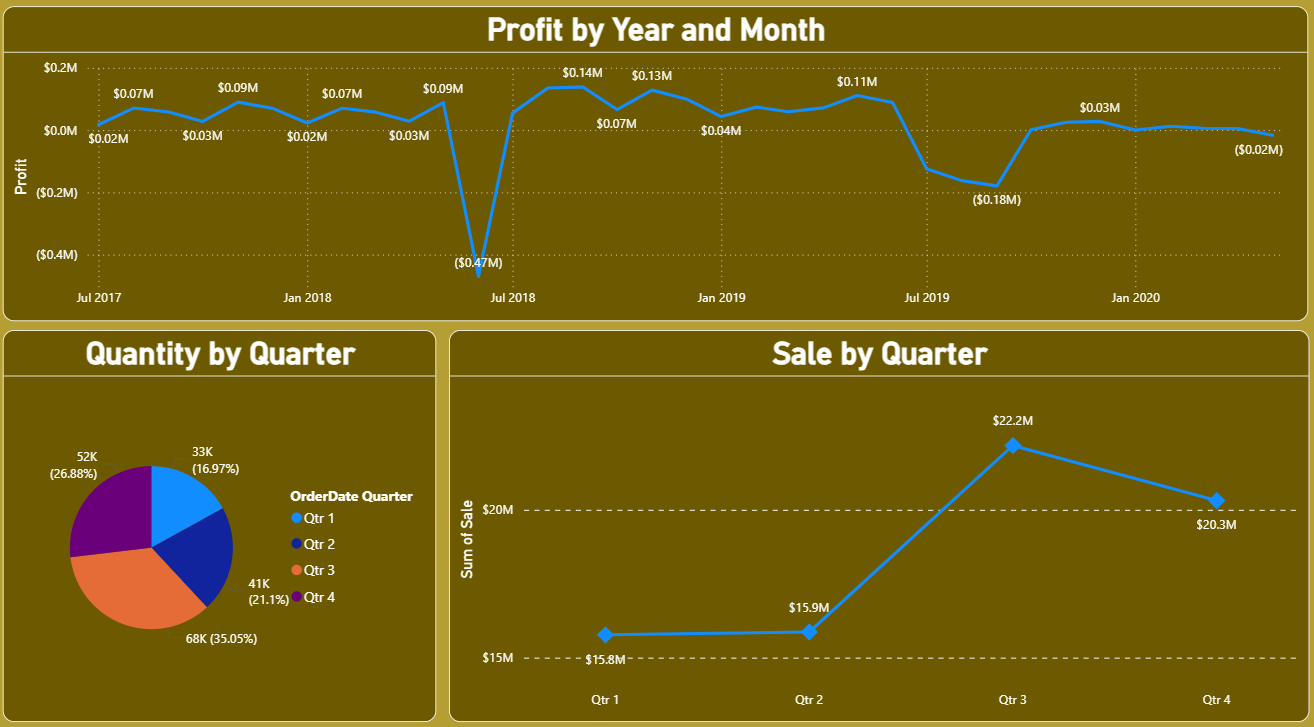 Profit by Year and Month
Profit
$0.2M
$0.0M
($0.2M)
($0.4M)
$0.02M
$0.07M
$0.03M
$0.09M
$0.02M
$0.07M
$0.03M
$0.09M
($0.47M)
$0.14M
$0.07M
$0.13M
$0.04M
$0.11M
($0.18M)
$0.03M
($0.02M)
Jul 2017
Jan 2018
Jul 2018
Jan 2019
Jul 2019
Jan 2020
Quantity by Quarter
33K
(16.97%)
41K
(21.1%)
68K (35.05%)
52K
(26.88%)
OrderDate Quarter
Qtr 1
Qtr 2
Qtr 3
Qtr 4
Sale by Quarter
Sum of Sale
$20M
$15M
$15.8M
$15.9M
$22.2M
$20.3M
Qtr 1
Qtr 2
Qtr 3
Qtr 4